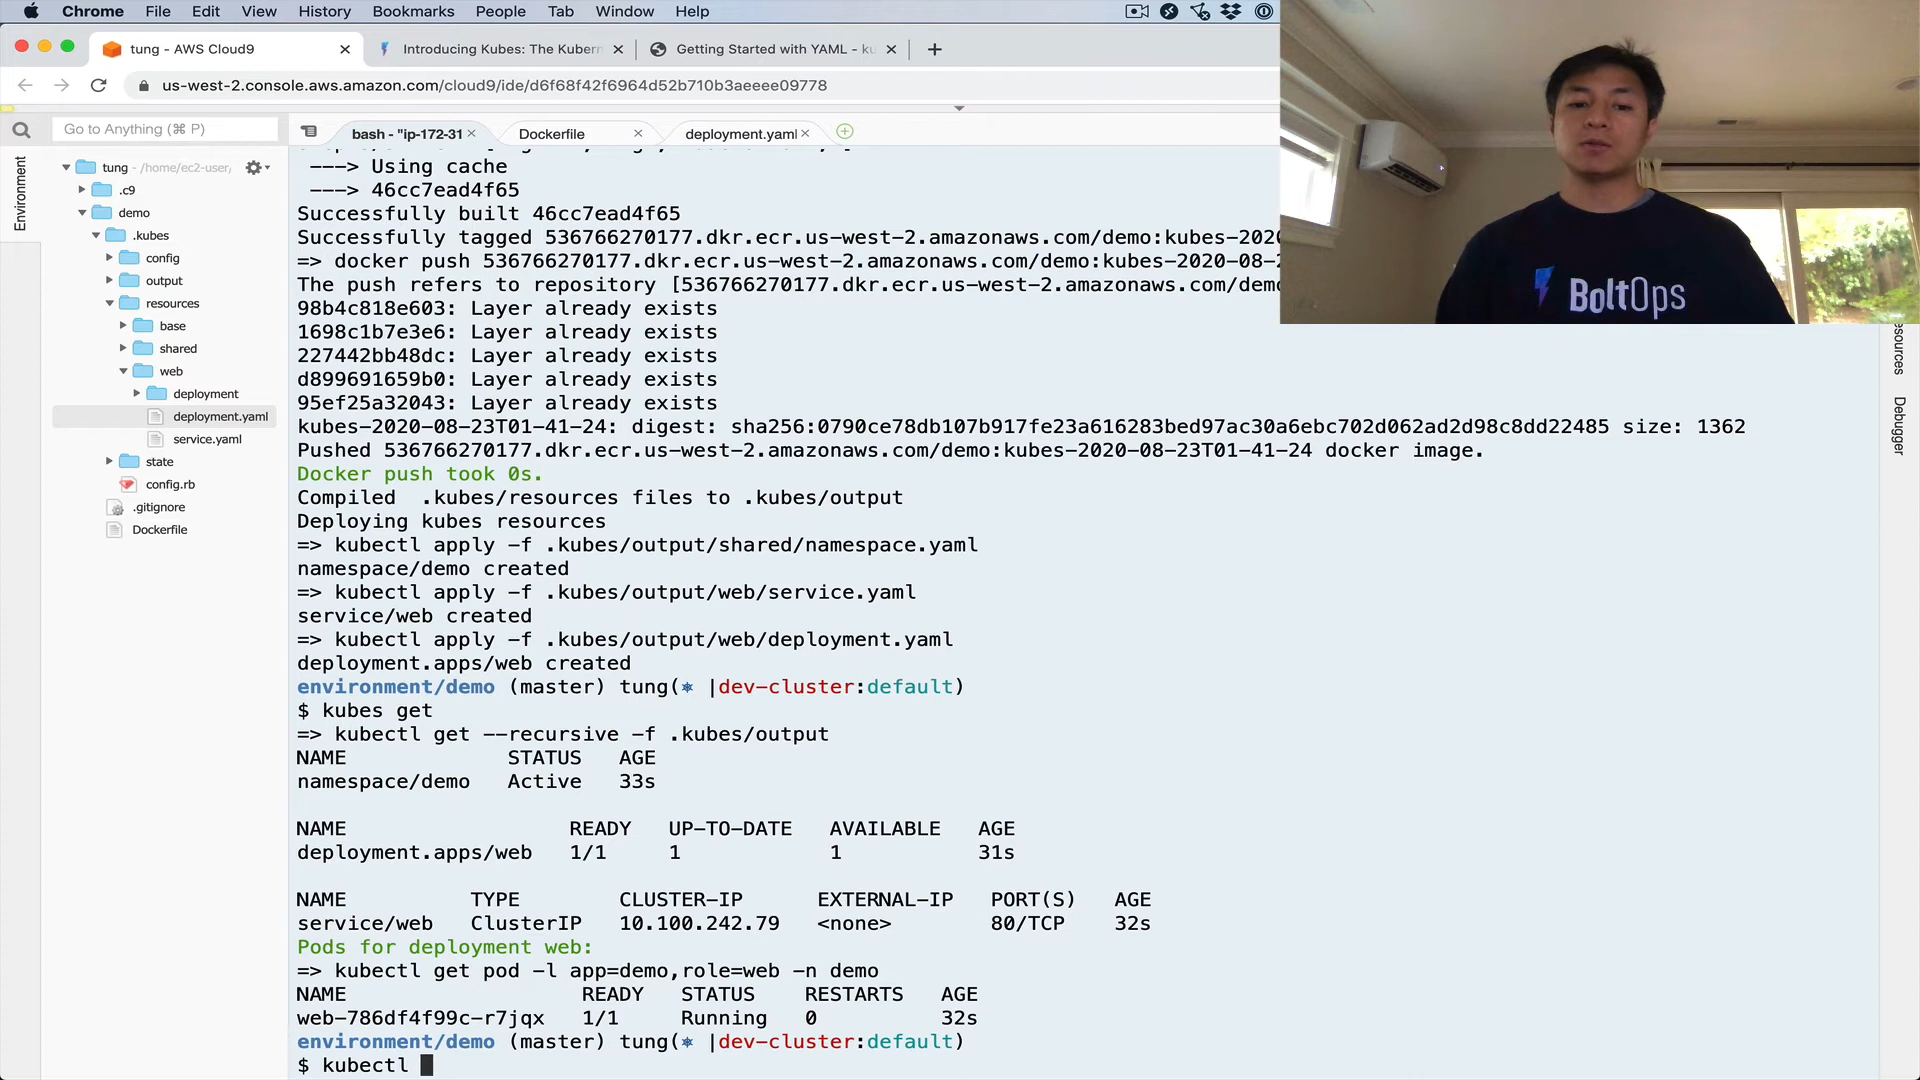 Chrome File Edit View History Bookmarks People Tab Window Help
tung - AWS Cloud9
Introducing Kubes: The Kubern
Getting Started with YAML - ku
us-west-2.console.aws.amazon.com/cloud9/ide/d6f68f42f6964d52b710b3aeeee09778
Go to Anything (⌘ P)
bash - "ip-172-31
Dockerfile
deployment.yaml
Environment
tung - /home/ec2-user/
.c9
demo
.kubes
config
output
resources
base
shared
web
deployment
deployment.yaml
service.yaml
state
config.rb
.gitignore
Dockerfile
---> Using cache
---> 46cc7ead4f65
Successfully built 46cc7ead4f65
Successfully tagged 536766270177.dkr.ecr.us-west-2.amazonaws.com/demo:kubes-202
=> docker push 536766270177.dkr.ecr.us-west-2.amazonaws.com/demo:kubes-2020-08-2
The push refers to repository [536766270177.dkr.ecr.us-west-2.amazonaws.com/demo
98b4c818e603: Layer already exists
1698c1b7e3e6: Layer already exists
227442bb48dc: Layer already exists
d899691659b0: Layer already exists
95ef25a32043: Layer already exists
kubes-2020-08-23T01-41-24: digest: sha256:0790ce78db107b917fe23a616283bed97ac30a6ebc702d062ad2d98c8dd22485 size: 1362
Pushed 536766270177.dkr.ecr.us-west-2.amazonaws.com/demo:kubes-2020-08-23T01-41-24 docker image.
Docker push took 0s.
Compiled  .kubes/resources files to .kubes/output
Deploying kubes resources
=> kubectl apply -f .kubes/output/shared/namespace.yaml
namespace/demo created
=> kubectl apply -f .kubes/output/web/service.yaml
service/web created
=> kubectl apply -f .kubes/output/web/deployment.yaml
deployment.apps/web created
environment/demo (master) tung(⎈ |dev-cluster:default)
$ kubes get
=> kubectl get --recursive -f .kubes/output
NAME STATUS AGE
namespace/demo Active 33s
NAME READY UP-TO-DATE AVAILABLE AGE
deployment.apps/web 1/1 1 1 31s
NAME TYPE CLUSTER-IP EXTERNAL-IP PORT(S) AGE
service/web ClusterIP 10.100.242.79 <none> 80/TCP 32s
Pods for deployment web:
=> kubectl get pod -l app=demo,role=web -n demo
NAME READY STATUS RESTARTS AGE
web-786df4f99c-r7jqx 1/1 Running 0 32s
environment/demo (master) tung(⎈ |dev-cluster:default)
$ kubectl
BoltOps
sources
Debugger